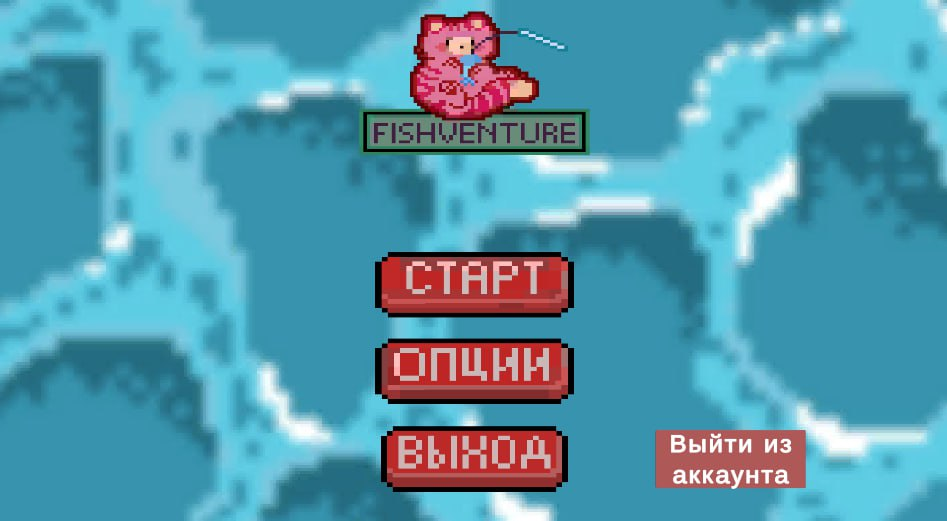 FISHVENTURE
СТАРТ
ОПЦИИ
ВЫХОД
Выйти из
аккаунта